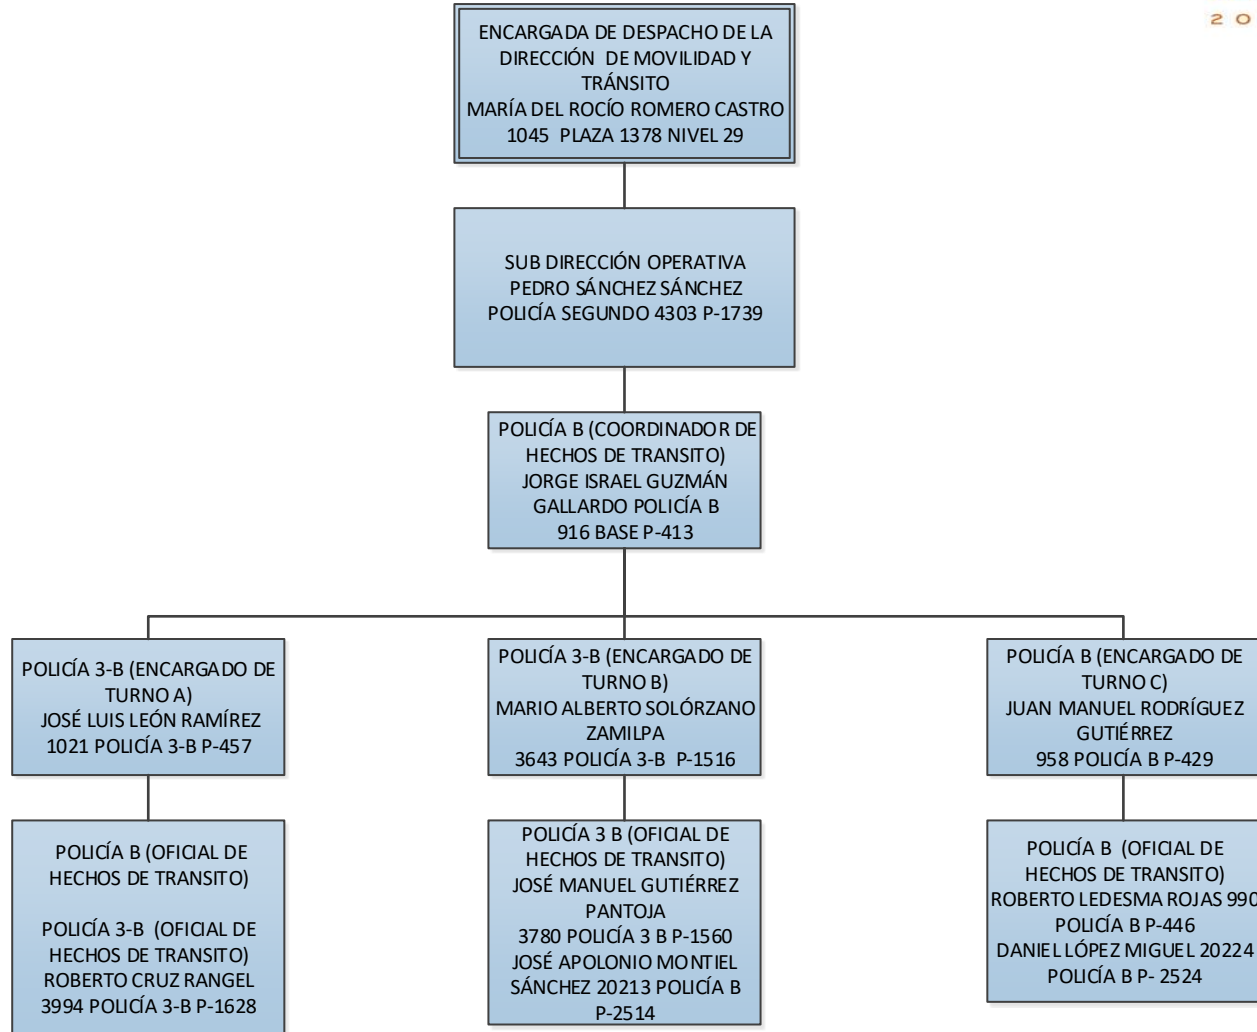 2 0
ENCARGADA DE DESPACHO DE LA
DIRECCIÓN DE MOVILIDAD Y
TRÁNSITO
MARÍA DEL ROCÍO ROMERO CASTRO
1045 PLAZA 1378 NIVEL 29
SUB DIRECCIÓN OPERATIVA
PEDRO SÁNCHEZ SÁNCHEZ
POLICÍA SEGUNDO 4303 P-1739
POLICÍA B (COORDINADOR DE
HECHOS DE TRANSITO)
JORGE ISRAEL GUZMÁN
GALLARDO POLICÍA B
916 BASE P-413
POLICÍA 3-B (ENCARGADO DE
TURNO A)
JOSÉ LUIS LEÓN RAMÍREZ
1021 POLICÍA 3-B P-457
POLICÍA 3-B (ENCARGADO DE
TURNO B)
MARIO ALBERTO SOLÓRZANO
ZAMILPA
3643 POLICÍA 3-B P-1516
POLICÍA B (ENCARGADO DE
TURNO C)
JUAN MANUEL RODRÍGUEZ
GUTIÉRREZ
958 POLICÍA B P-429
POLICÍA B (OFICIAL DE
HECHOS DE TRANSITO)
POLICÍA 3-B (OFICIAL DE
HECHOS DE TRANSITO)
ROBERTO CRUZ RANGEL
3994 POLICÍA 3-B P-1628
POLICÍA 3 B (OFICIAL DE
HECHOS DE TRANSITO)
JOSÉ MANUEL GUTIÉRREZ
PANTOJA
3780 POLICÍA 3 B P-1560
JOSÉ APOLONIO MONTIEL
SÁNCHEZ 20213 POLICÍA B
P-2514
POLICÍA B (OFICIAL DE
HECHOS DE TRANSITO)
ROBERTO LEDESMA ROJAS 990
POLICÍA B P-446
DANIEL LÓPEZ MIGUEL 20224
POLICÍA B P- 2524